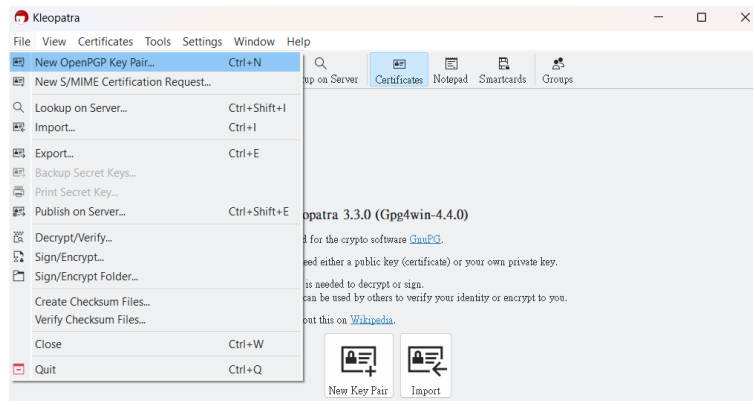 Kleopatra
File View Certificates Tools Settings Window Help
New OpenPGP Key Pair... Ctrl+N
New S/MIME Certification Request...
Lookup on Server... Ctrl+Shift+I
Import... Ctrl+I
Export... Ctrl+E
Backup Secret Keys...
Print Secret Key...
Publish on Server... Ctrl+Shift+E
Decrypt/Verify...
Sign/Encrypt...
Sign/Encrypt Folder...
Create Checksum Files...
Verify Checksum Files...
Close Ctrl+W
Quit Ctrl+Q
up on Server Certificates Notepad Smartcards Groups
opatra 3.3.0 (Gpg4win-4.4.0)
d for the crypto software GnuPG.
eed either a public key (certificate) or your own private key.
is needed to decrypt or sign.
can be used by others to verify your identity or encrypt to you.
out this on Wikipedia.
New Key Pair Import